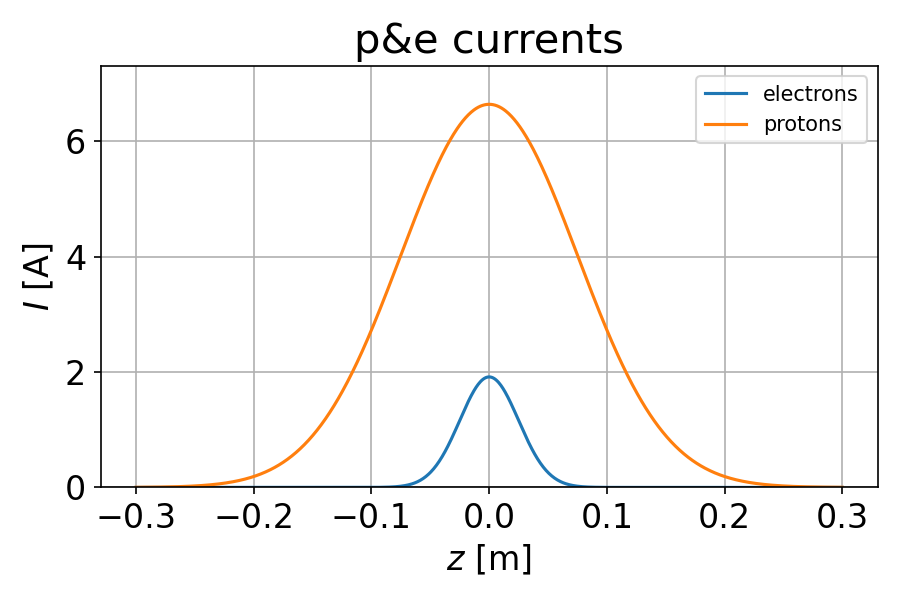 p&e currents
electrons
protons
I [A]
6
4
2
0
−0.3 −0.2 −0.1 0.0 0.1 0.2 0.3
z [m]